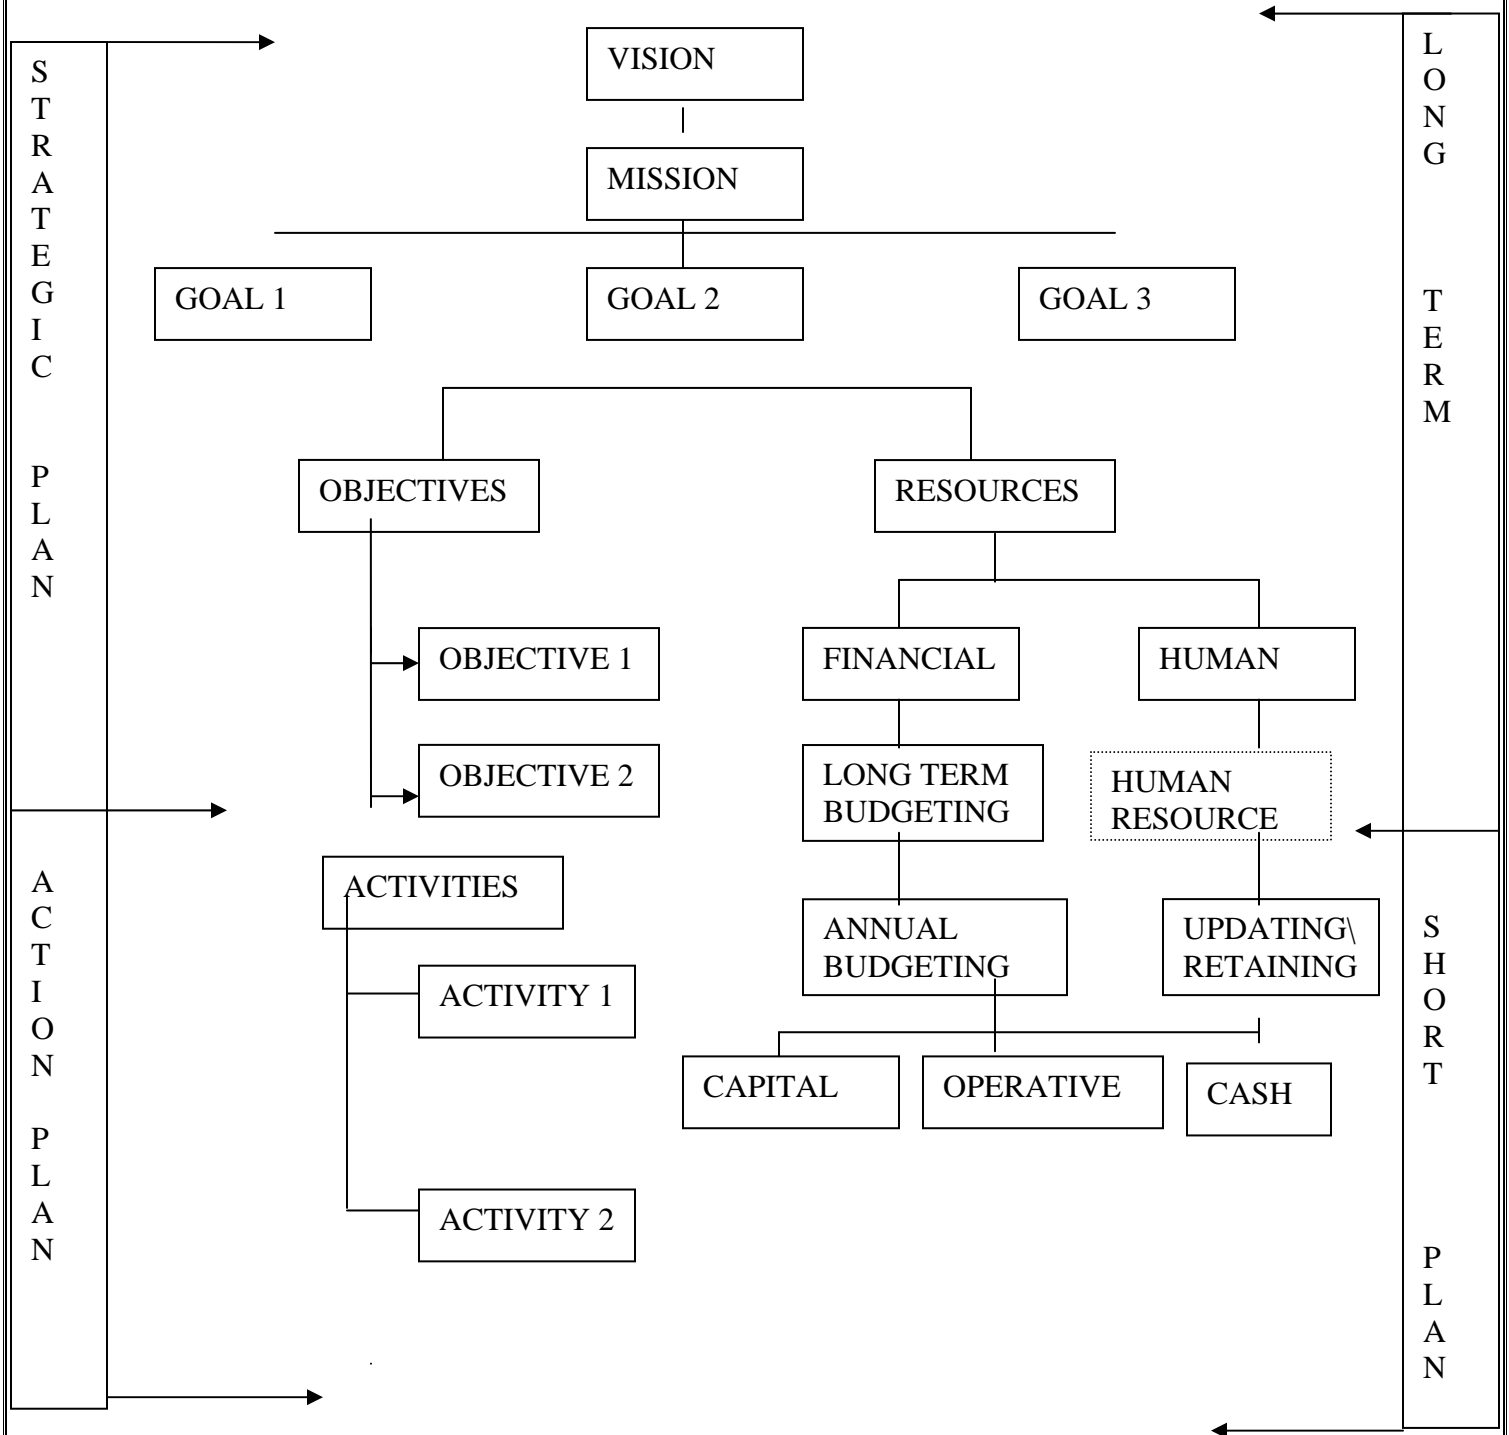 STRATEGIC PLAN
LONG TERM
VISION
MISSION
GOAL 1
GOAL 2
GOAL 3
OBJECTIVES
RESOURCES
OBJECTIVE 1
FINANCIAL
HUMAN
OBJECTIVE 2
LONG TERM
BUDGETING
HUMAN
RESOURCE
ACTION PLAN
SHORT PLAN
ACTIVITIES
ANNUAL
BUDGETING
UPDATING\
RETAINING
ACTIVITY 1
CAPITAL
OPERATIVE
CASH
ACTIVITY 2